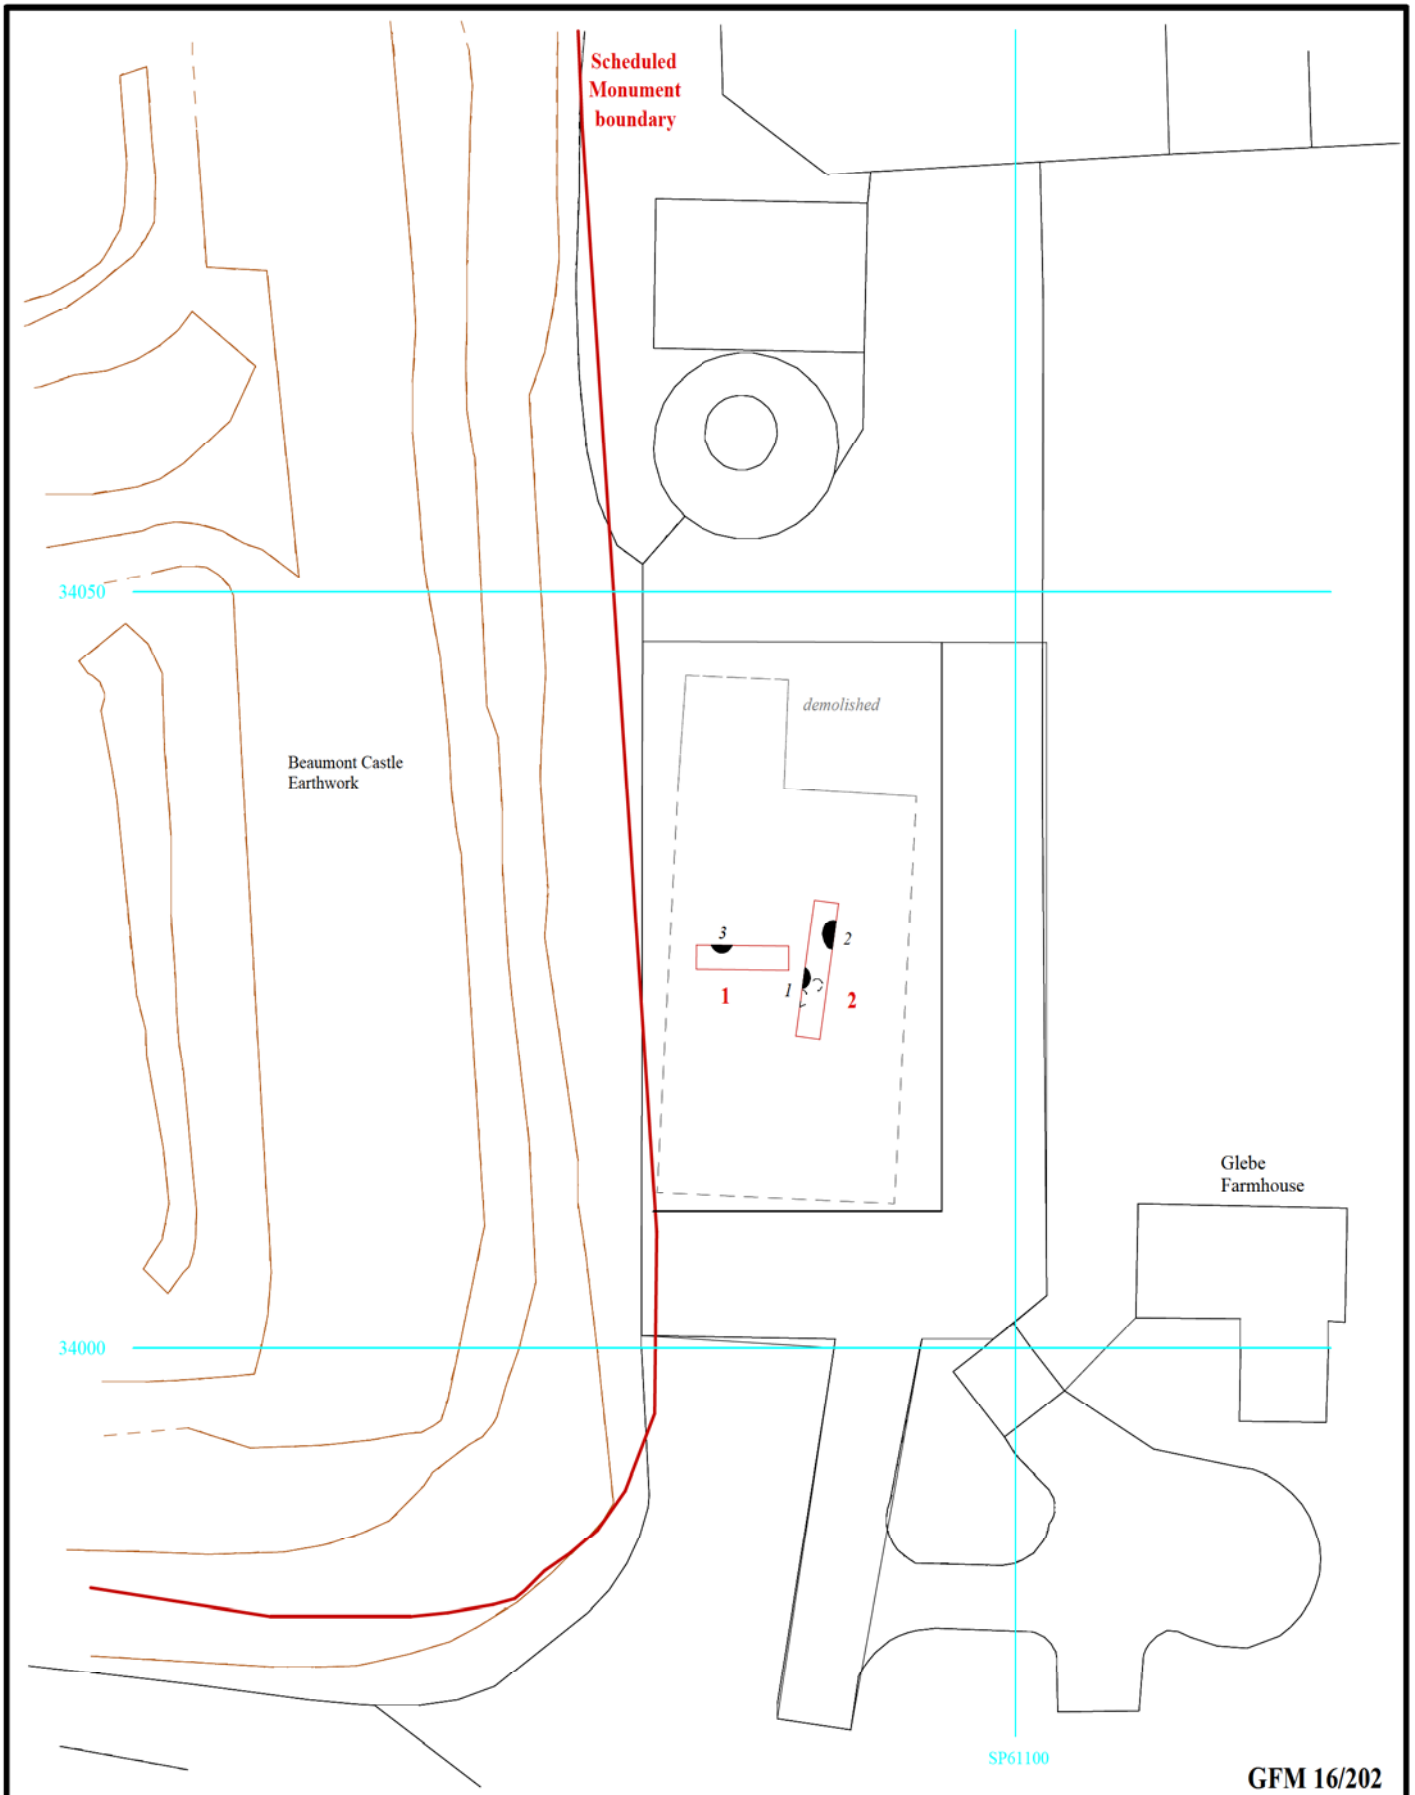 Scheduled
Monument
boundary
34050
demolished
Beaumont Castle
Earthwork
3
2
1
1
2
Glebe
Farmhouse
34000
SP61100
GFM 16/202